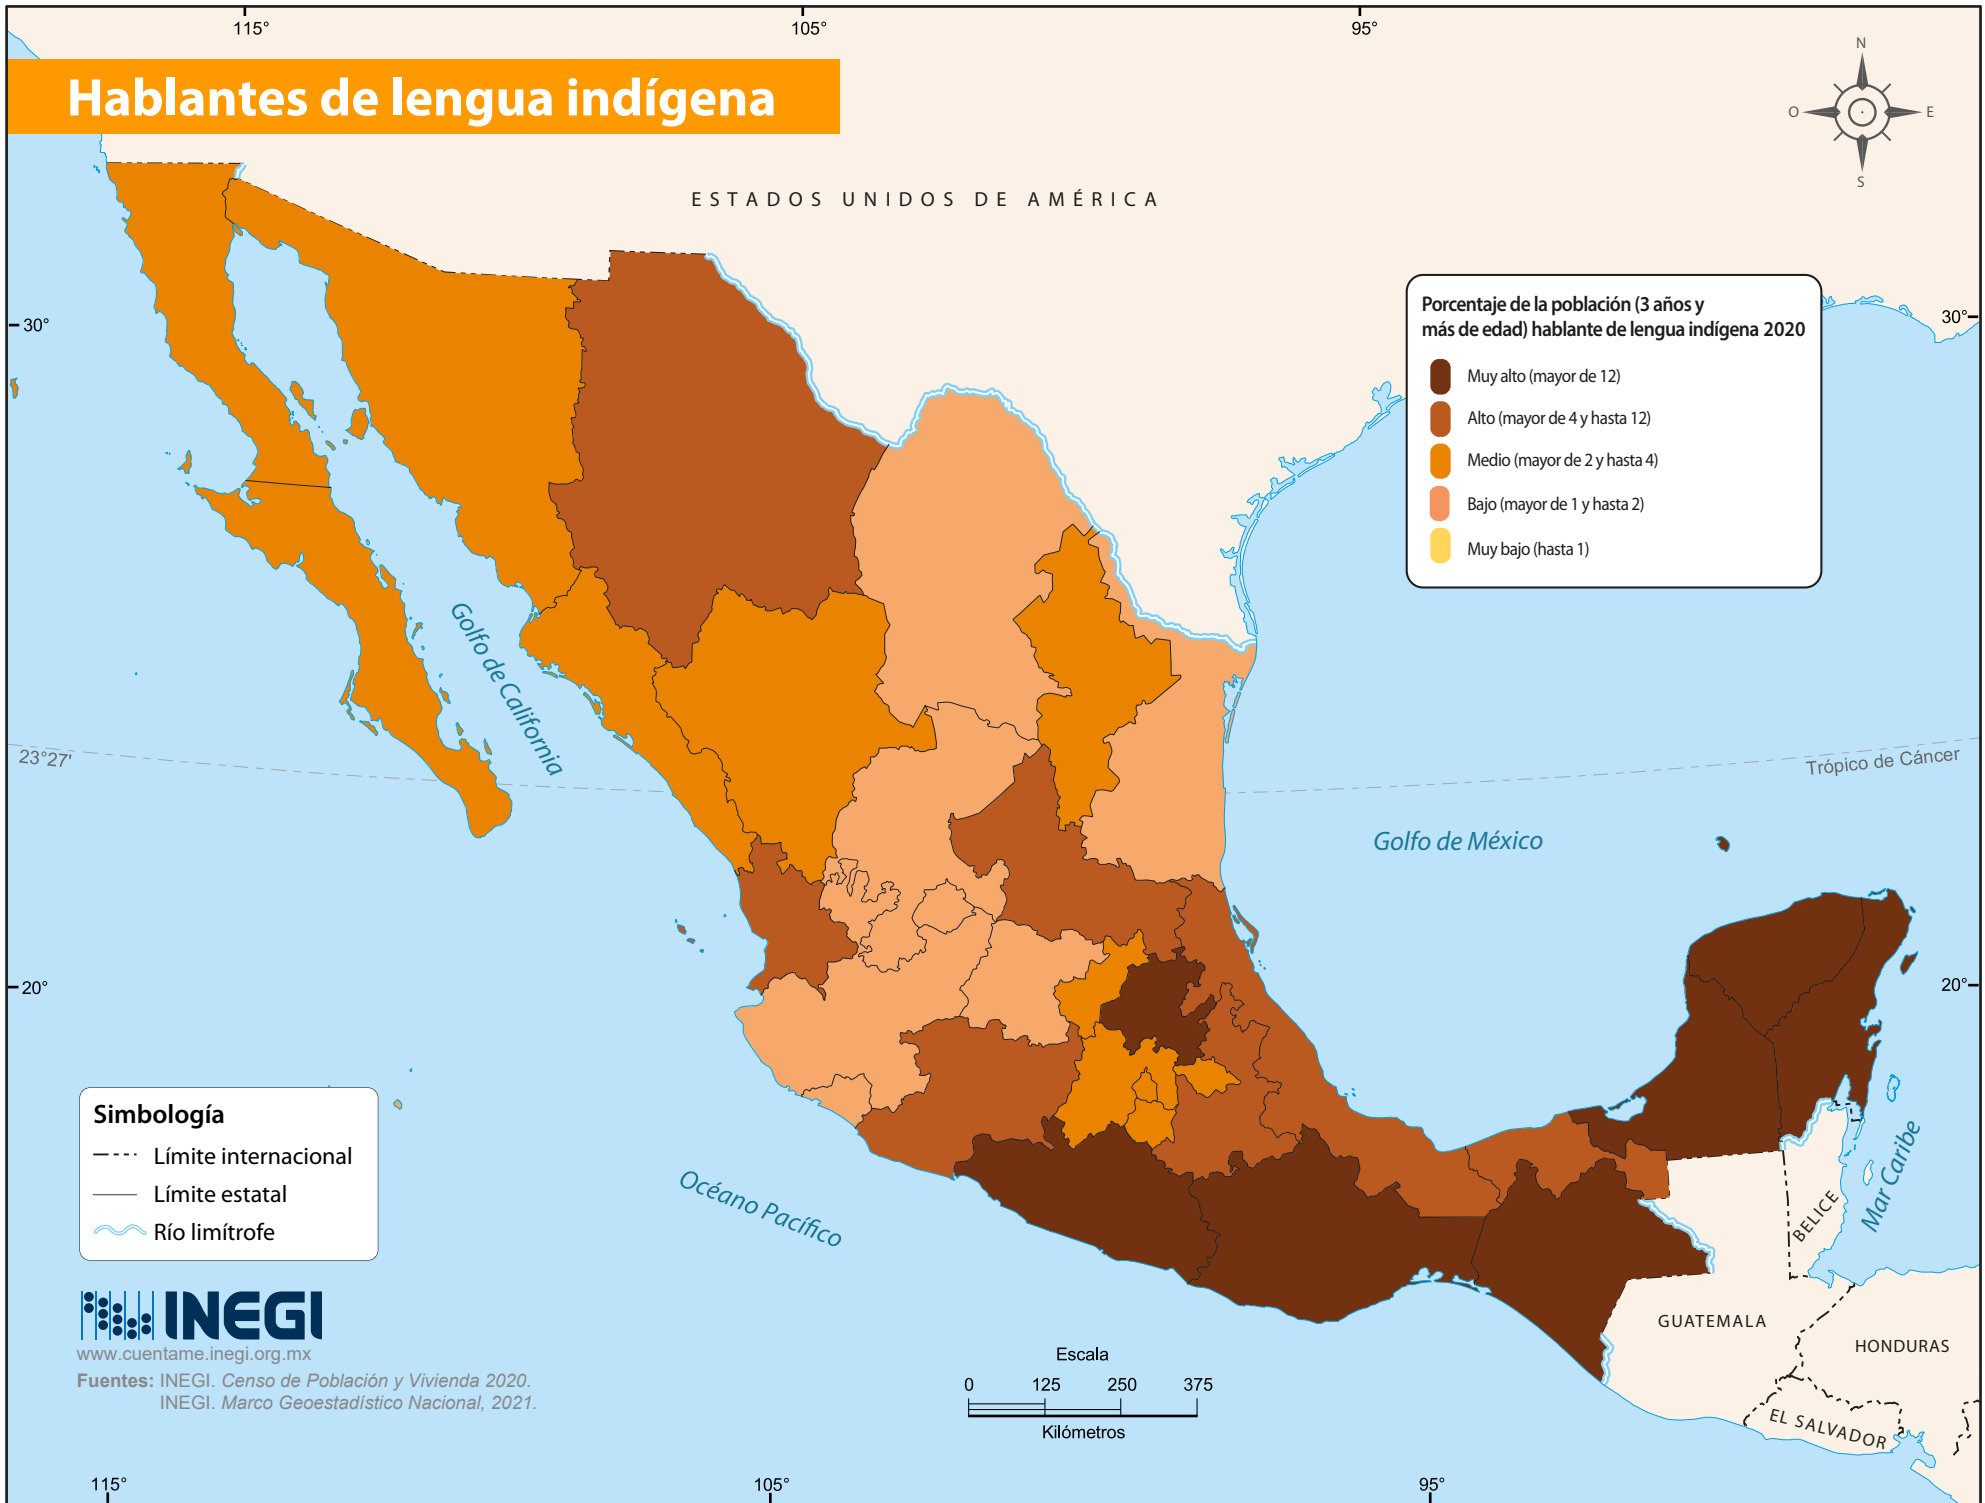 115°
105°
95°
Hablantes de lengua indígena
N
O
E
S
ESTADOS UNIDOS DE AMÉRICA
Porcentaje de la población (3 años y
más de edad) hablante de lengua indígena 2020
Muy alto (mayor de 12)
Alto (mayor de 4 y hasta 12)
Medio (mayor de 2 y hasta 4)
Bajo (mayor de 1 y hasta 2)
Muy bajo (hasta 1)
30°
30°
Golfo de California
23°27'
Trópico de Cáncer
Golfo de México
20°
20°
Simbología
Límite internacional
Límite estatal
Río limítrofe
Océano Pacífico
Mar Caribe
BELICE
GUATEMALA
HONDURAS
EL SALVADOR
INEGI
www.cuentame.inegi.org.mx
Fuentes: INEGI. Censo de Población y Vivienda 2020.
INEGI. Marco Geoestadístico Nacional, 2021.
Escala
0 125 250 375
Kilómetros
115°
105°
95°